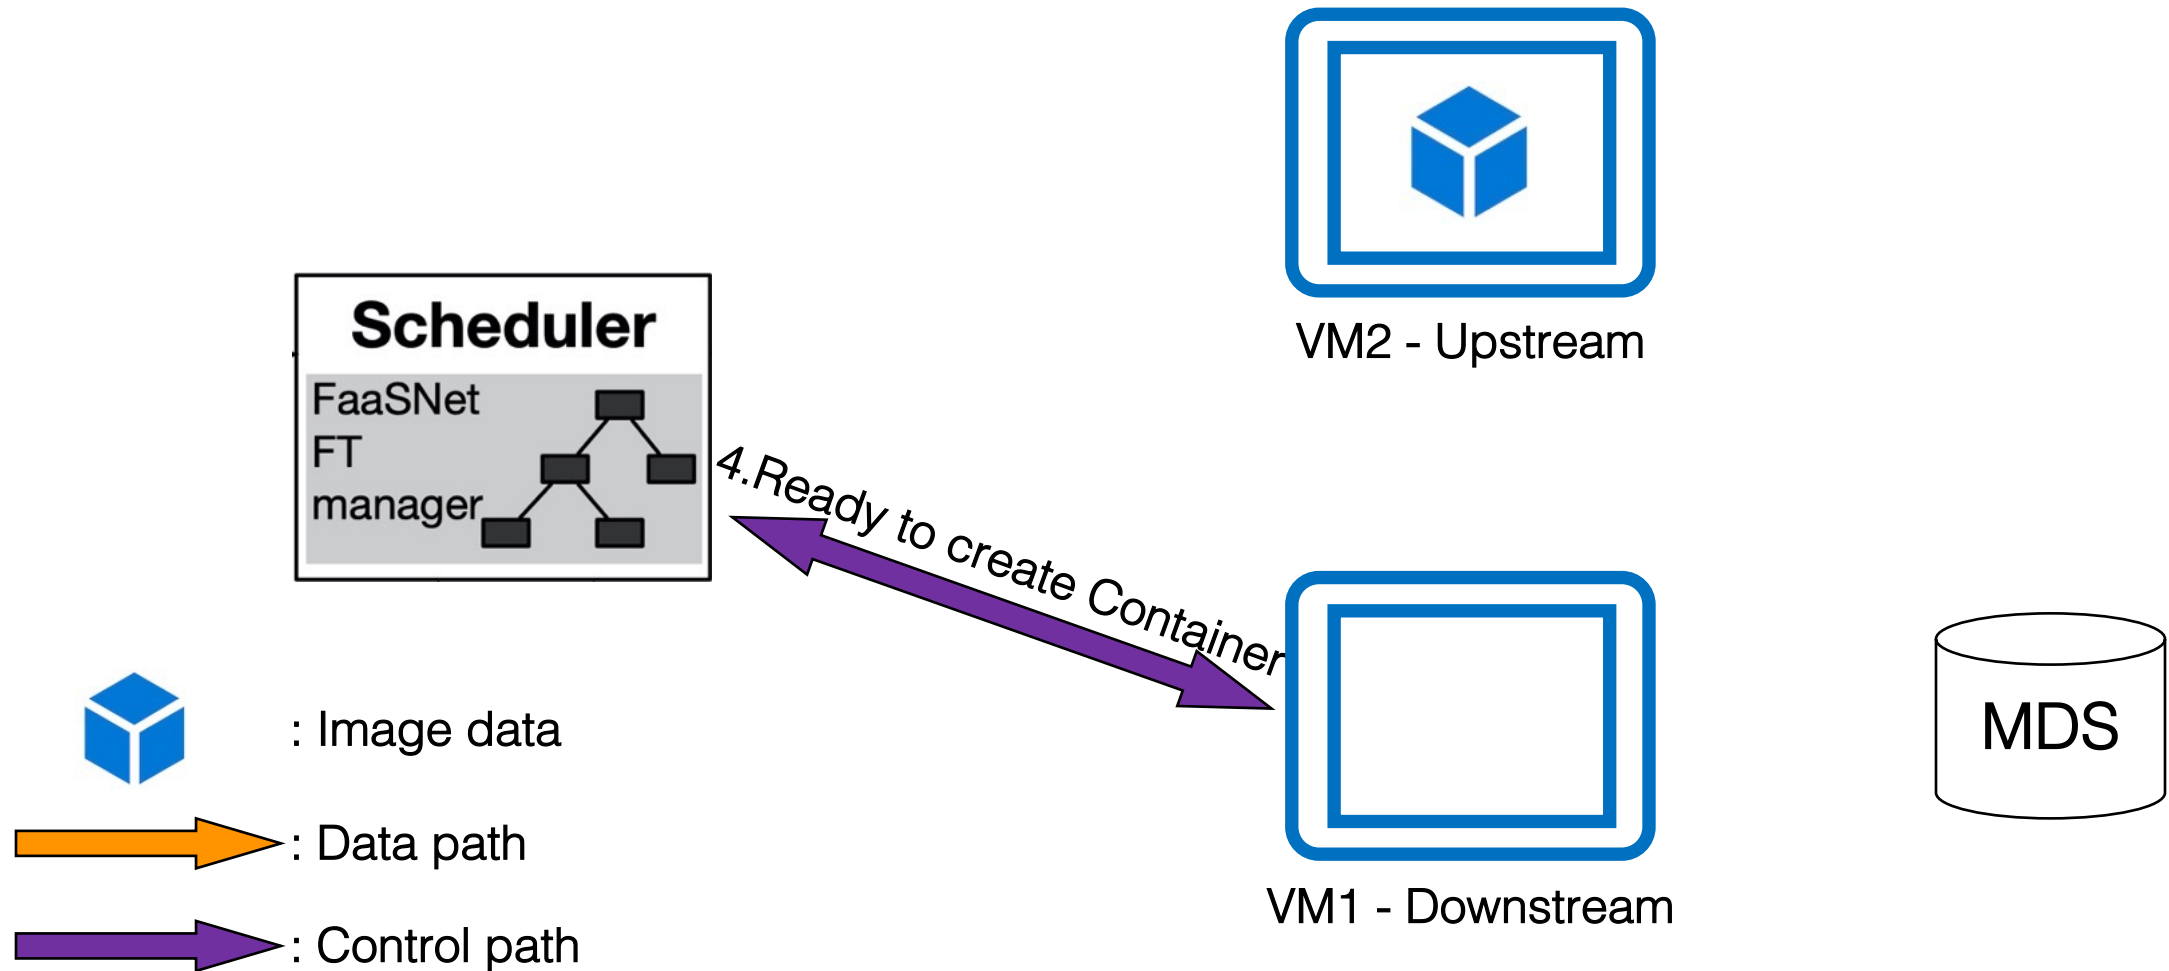 VM2 - Upstream
Scheduler
FaaSNet
FT
manager
4.Ready to create Container
MDS
: Image data
: Data path
VM1 - Downstream
: Control path